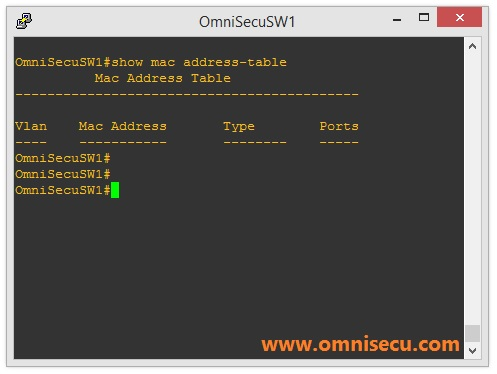 OmniSecuSW1
OmniSecuSW1#show mac address-table
Mac Address Table
-------------------------------------------
Vlan    Mac Address       Type        Ports
----    -----------       --------    -----
OmniSecuSW1#
OmniSecuSW1#
OmniSecuSW1#
www.omnisecu.com